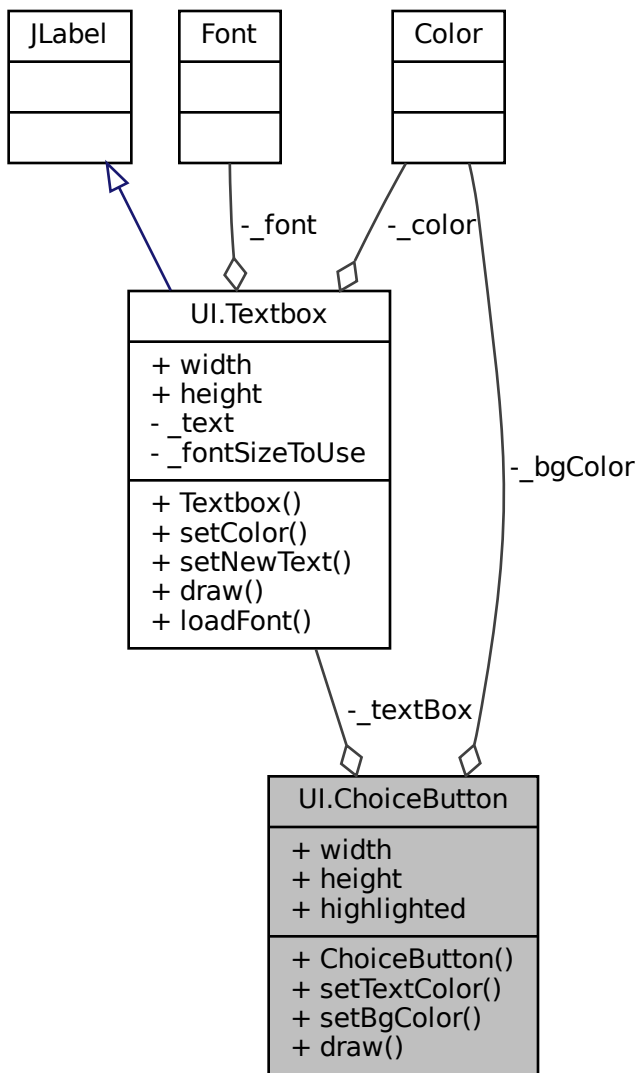 JLabel
Font
Color
-_font
-_color
UI.Textbox
+ width
+ height
- _text
- _fontSizeToUse
+ Textbox()
+ setColor()
+ setNewText()
+ draw()
+ loadFont()
-_bgColor
-_textBox
UI.ChoiceButton
+ width
+ height
+ highlighted
+ ChoiceButton()
+ setTextColor()
+ setBgColor()
+ draw()